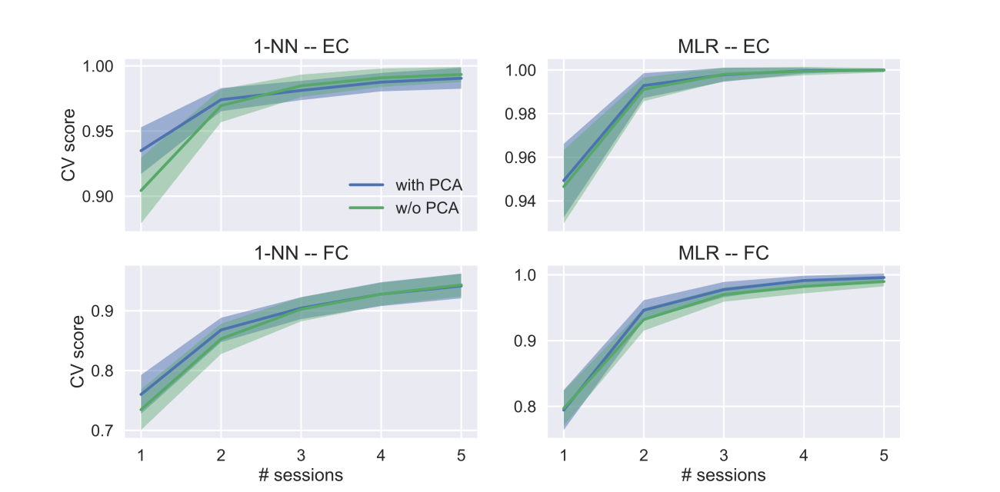 1-NN -- EC
1.00
0.95
0.90
CV score
with PCA
w/o PCA
MLR -- EC
1.00
0.98
0.96
0.94
1-NN -- FC
0.9
0.8
0.7
CV score
1 2 3 4 5
# sessions
MLR -- FC
1.0
0.9
0.8
1 2 3 4 5
# sessions